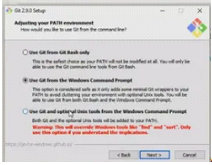 Git 2.9.0 Setup
Adjusting your PATH environment
How would you like to use Git from the command line?
Use Git from Git Bash only
This is the safest choice as your PATH will not be modified at all. You will only be
able to use the Git command line tools from Git Bash.
Use Git from the Windows Command Prompt
This option is considered safe as it only adds some minimal Git wrappers to your
PATH to avoid cluttering your environment with optional Unix tools. You will be
able to use Git from both Git Bash and the Windows Command Prompt.
Use Git and optional Unix tools from the Windows Command Prompt
Both Git and the optional Unix tools will be added to your PATH.
Warning: This will override Windows tools like "find" and "sort". Only
use this option if you understand the implications.
https://git-for-windows.github.io/
< Back
Next >
Cancel